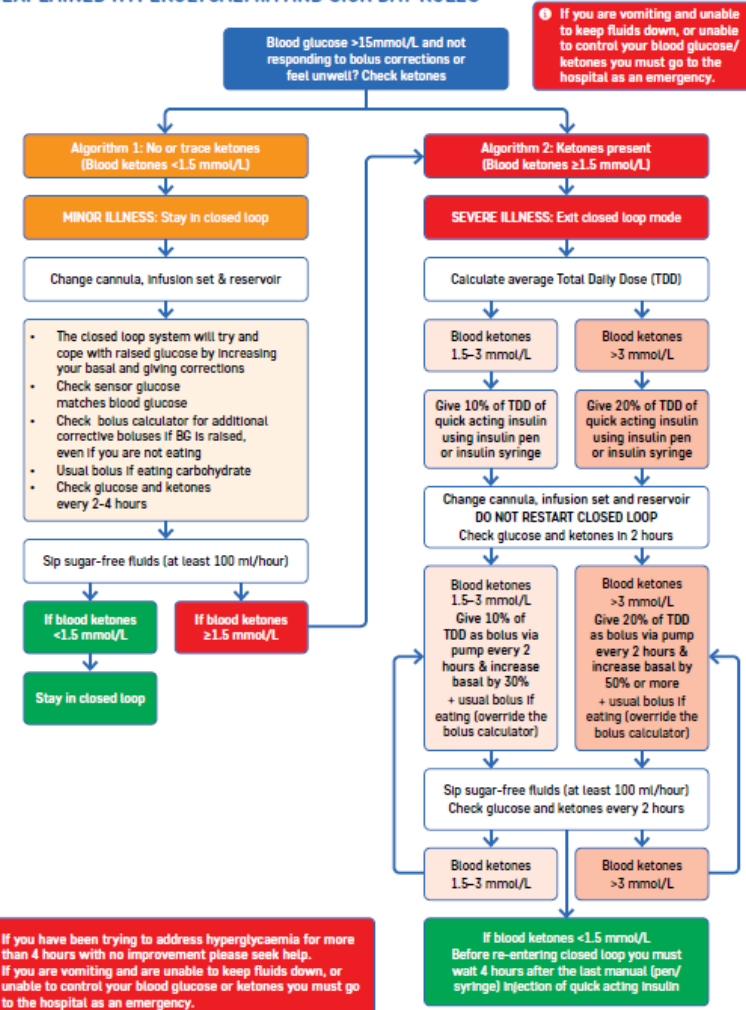 If you are vomiting and unable
to keep fluids down, or unable
to control your blood glucose/
ketones you must go to the
hospital as an emergency.
Blood glucose >15mmol/L and not
responding to bolus corrections or
feel unwell? Check ketones
Algorithm 1: No or trace ketones
(Blood ketones <1.5 mmol/L)
MINOR ILLNESS: Stay in closed loop
Change cannula, infusion set & reservoir
• The closed loop system will try and
cope with raised glucose by increasing
your basal and giving corrections
• Check sensor glucose
matches blood glucose
• Check bolus calculator for additional
corrective boluses if BG is raised,
even if you are not eating
• Usual bolus if eating carbohydrate
• Check glucose and ketones
every 2-4 hours
Sip sugar-free fluids (at least 100 ml/hour)
If blood ketones
<1.5 mmol/L
If blood ketones
≥1.5 mmol/L
Stay in closed loop
Algorithm 2: Ketones present
(Blood ketones ≥1.5 mmol/L)
SEVERE ILLNESS: Exit closed loop mode
Calculate average Total Daily Dose (TDD)
Blood ketones
1.5–3 mmol/L
Blood ketones
>3 mmol/L
Give 10% of TDD of
quick acting insulin
using insulin pen
or insulin syringe
Give 20% of TDD of
quick acting insulin
using insulin pen
or insulin syringe
Change cannula, infusion set and reservoir
DO NOT RESTART CLOSED LOOP
Check glucose and ketones in 2 hours
Blood ketones
1.5–3 mmol/L
Give 10% of
TDD as bolus via
pump every 2
hours & increase
basal by 30%
+ usual bolus if
eating (override the
bolus calculator)
Blood ketones
>3 mmol/L
Give 20% of TDD
as bolus via pump
every 2 hours &
increase basal by
50% or more
+ usual bolus if
eating (override the
bolus calculator)
Sip sugar-free fluids (at least 100 ml/hour)
Check glucose and ketones every 2 hours
Blood ketones
1.5–3 mmol/L
Blood ketones
>3 mmol/L
If blood ketones <1.5 mmol/L
Before re-entering closed loop you must
wait 4 hours after the last manual (pen/
syringe) injection of quick acting insulin
If you have been trying to address hyperglycaemia for more
than 4 hours with no improvement please seek help.
If you are vomiting and are unable to keep fluids down, or
unable to control your blood glucose or ketones you must go
to the hospital as an emergency.